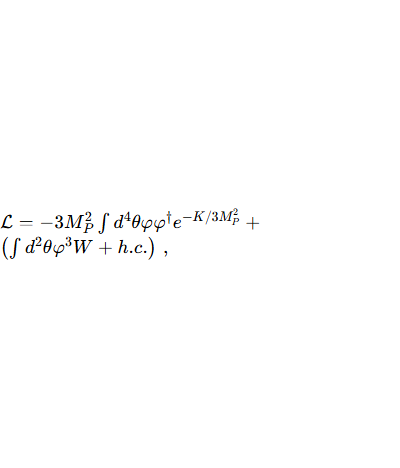 ℒ = −3M_P^2 ∫ d^4θφφ^† e^{−K/3M_P^2} +
(∫ d^2θφ^3W + h.c.) ,